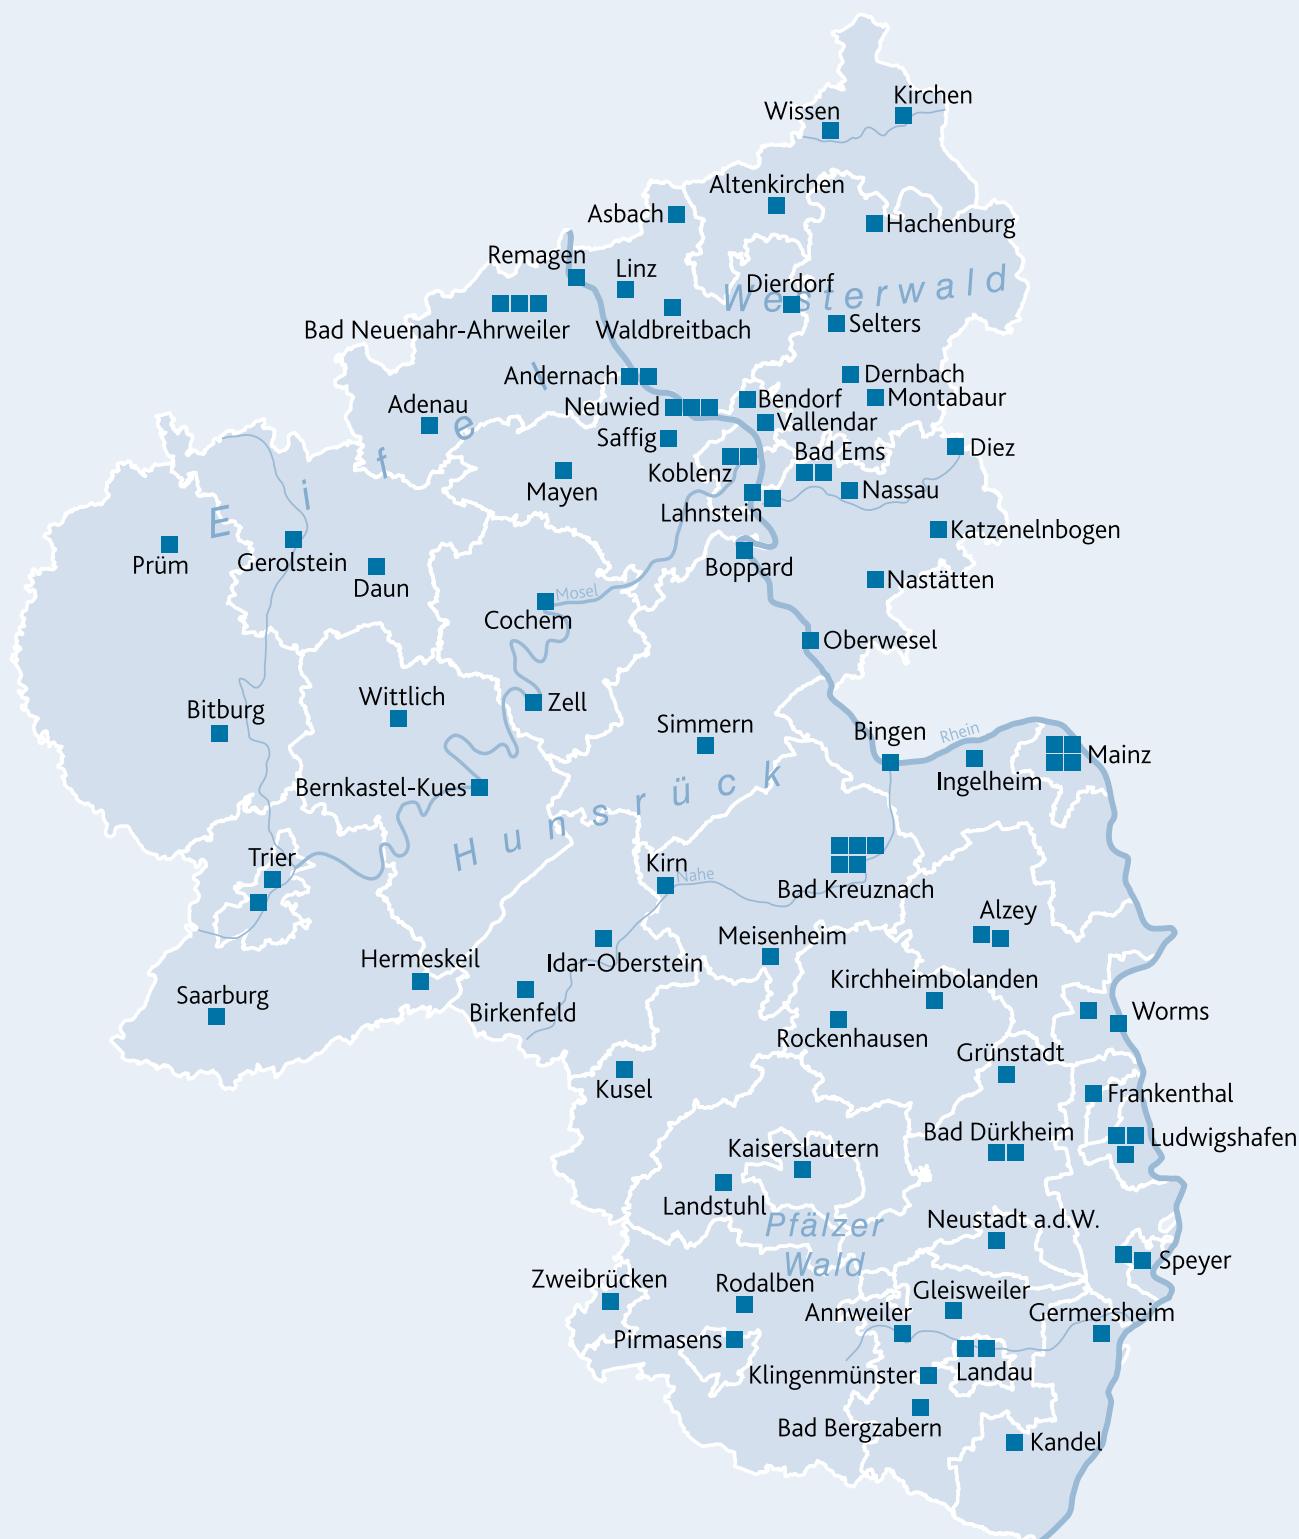 Kirchen
Wissen
Altenkirchen
Asbach
Hachenburg
Remagen
Linz
Dierdorf
Westerwald
Bad Neuenahr-Ahrweiler
Waldbreitbach
Selters
Andernach
Dernbach
Adenau
Neuwied
Bendorf
Montabaur
Saffig
Vallendar
Eifel
Koblenz
Bad Ems
Diez
Mayen
Nassau
Lahnstein
Katzenelnbogen
Prüm
Gerolstein
Daun
Boppard
Nastätten
Mosel
Cochem
Oberwesel
Wittlich
Zell
Bitburg
Simmern
Bingen
Rhein
Mainz
Ingelheim
Bernkastel-Kues
Hunsrück
Trier
Kirn
Nahe
Bad Kreuznach
Alzey
Meisenheim
Hermeskeil
Idar-Oberstein
Kirchheimbolanden
Saarburg
Birkenfeld
Worms
Rockenhausen
Grünstadt
Kusel
Frankenthal
Bad Dürkheim
Ludwigshafen
Kaiserslautern
Landstuhl
Pfälzer
Wald
Neustadt a.d.W.
Speyer
Zweibrücken
Rodalben
Gleisweiler
Annweiler
Germersheim
Pirmasens
Klingenmünster
Landau
Bad Bergzabern
Kandel